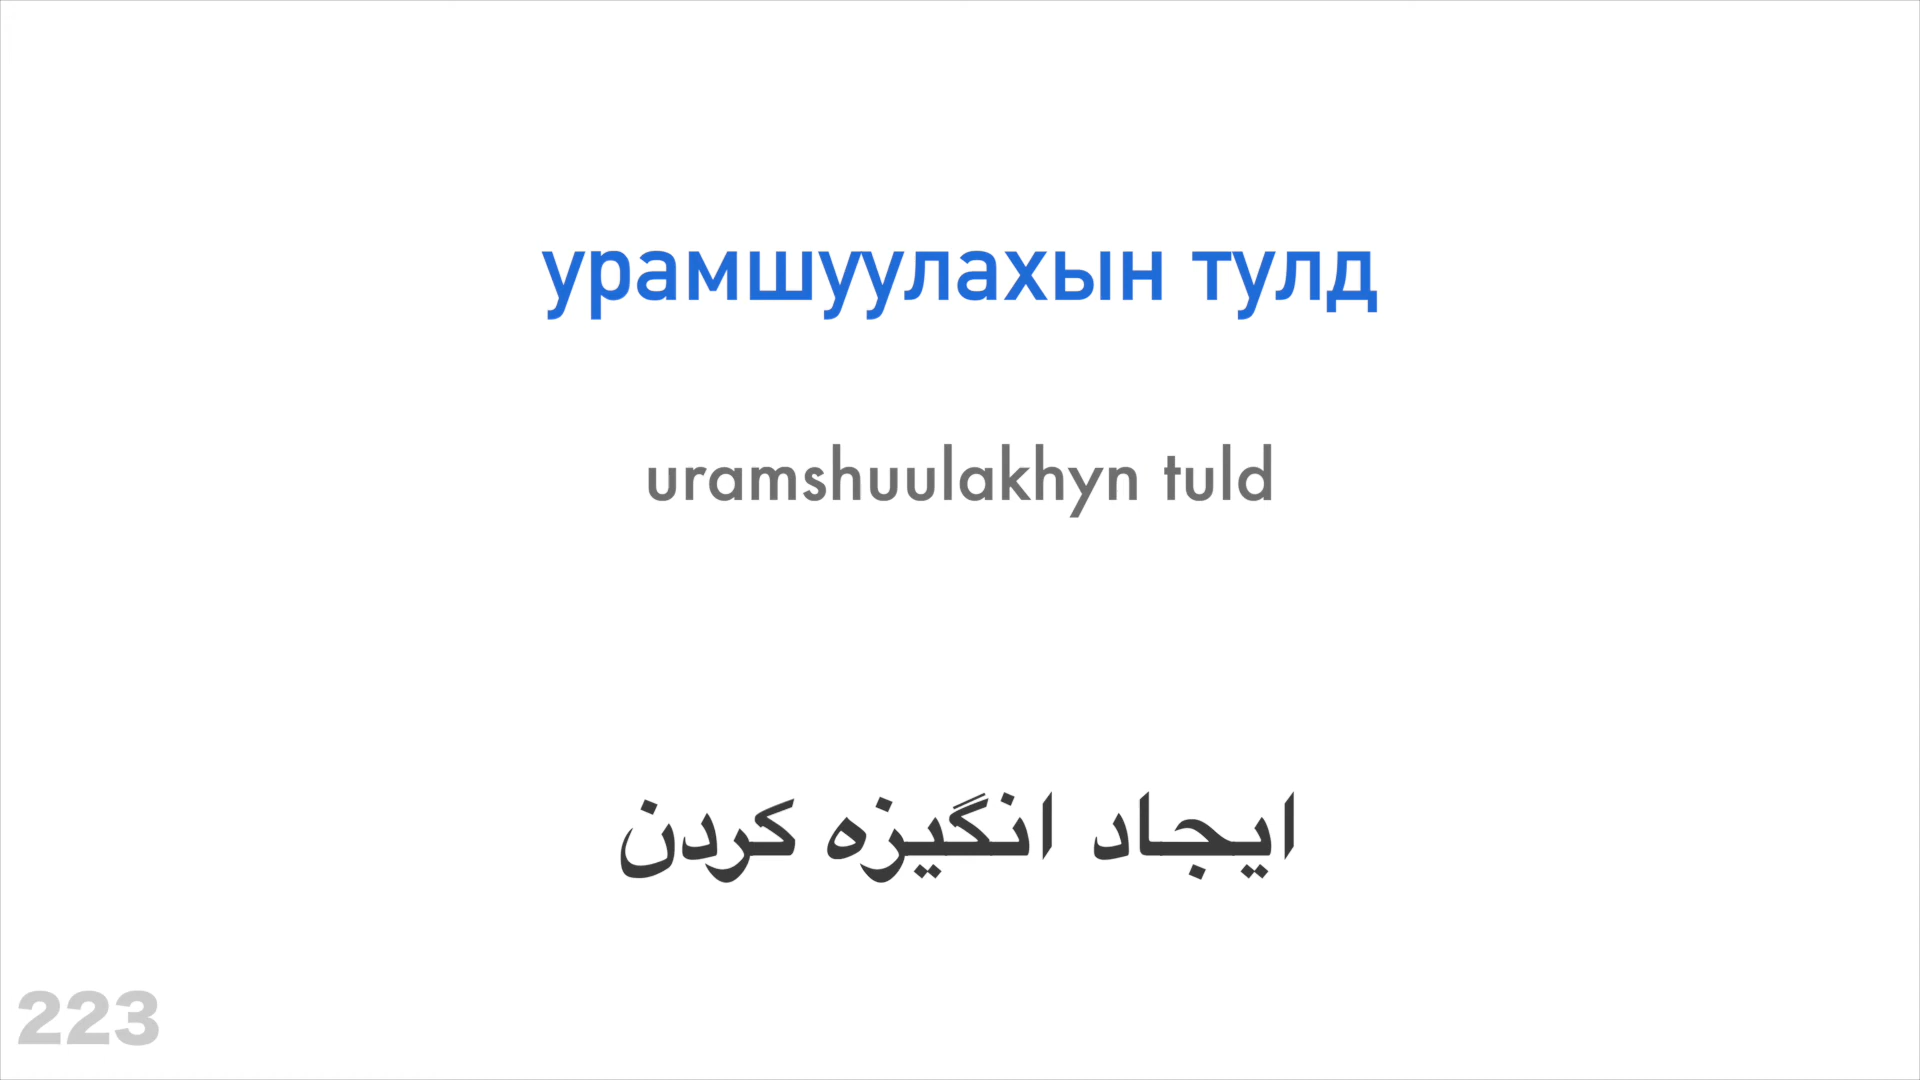 урамшуулахын тулд
uramshuulakhyn tuld
ایجاد انگیزه کردن
223